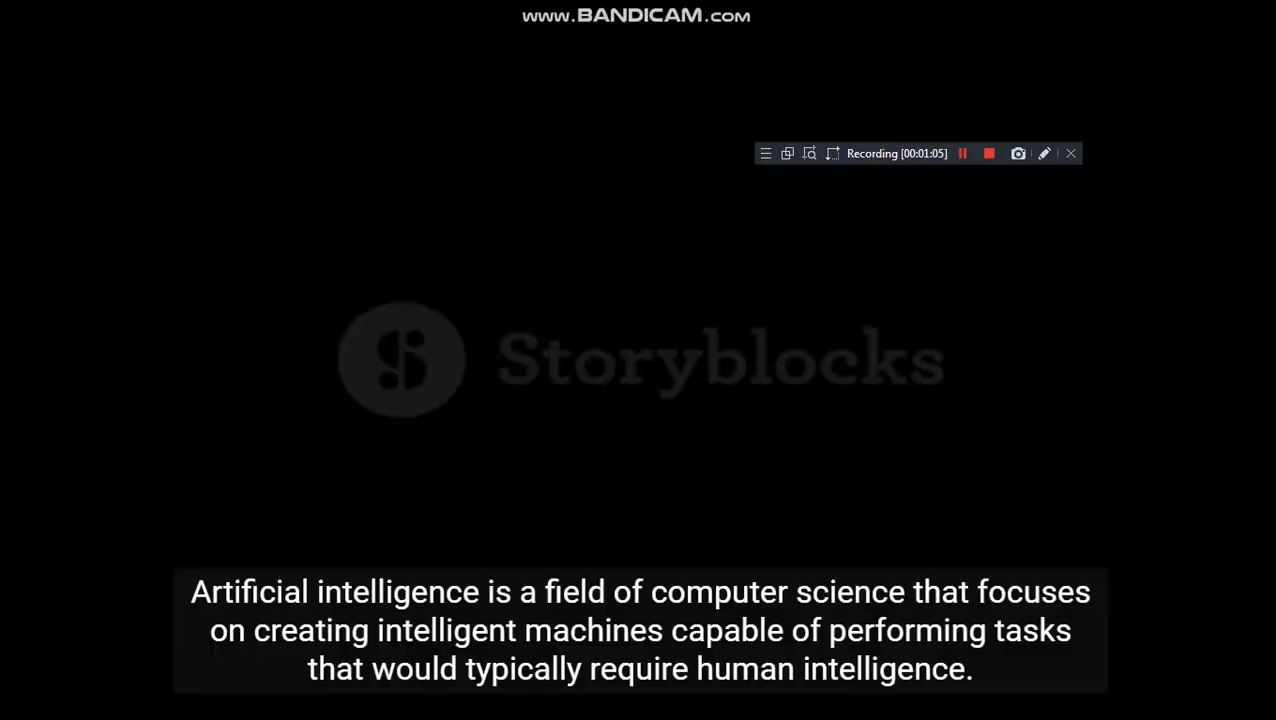 www.BANDICAM.com
Recording [00:01:05]
Storyblocks
Artificial intelligence is a field of computer science that focuses
on creating intelligent machines capable of performing tasks
that would typically require human intelligence.